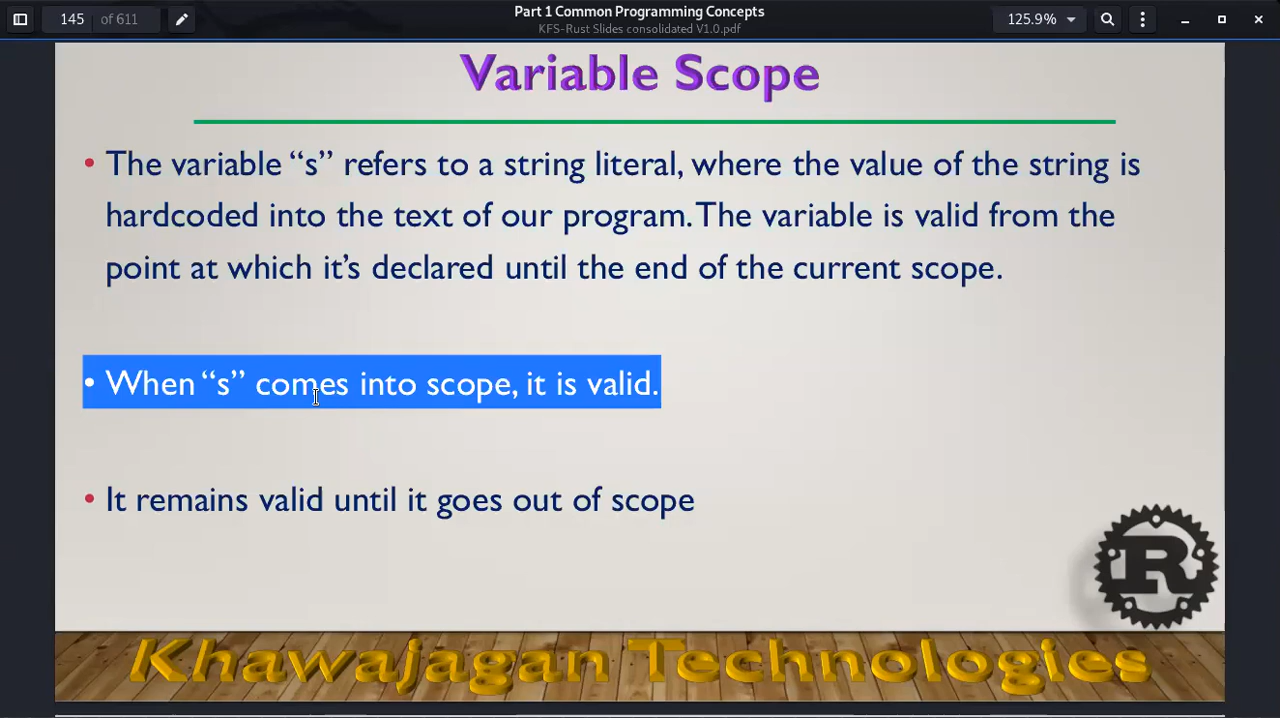 145 of 611
Part 1 Common Programming Concepts
KFS-Rust Slides consolidated V1.0.pdf
125.9%
Variable Scope
• The variable “s” refers to a string literal, where the value of the string is
hardcoded into the text of our program. The variable is valid from the
point at which it’s declared until the end of the current scope.
• When “s” comes into scope, it is valid.
• It remains valid until it goes out of scope
R
Khawajagan Technologies